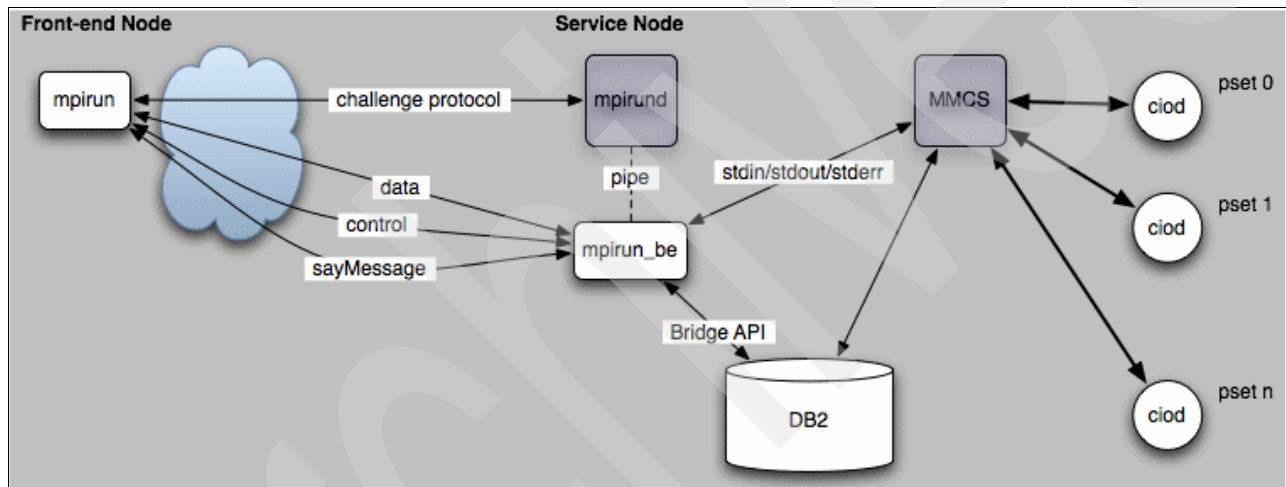 Front-end Node
Service Node
mpirun
challenge protocol
mpirund
MMCS
ciod
pset 0
pipe
stdin/stdout/stderr
data
control
sayMessage
mpirun_be
ciod
pset 1
Bridge API
DB2
ciod
pset n